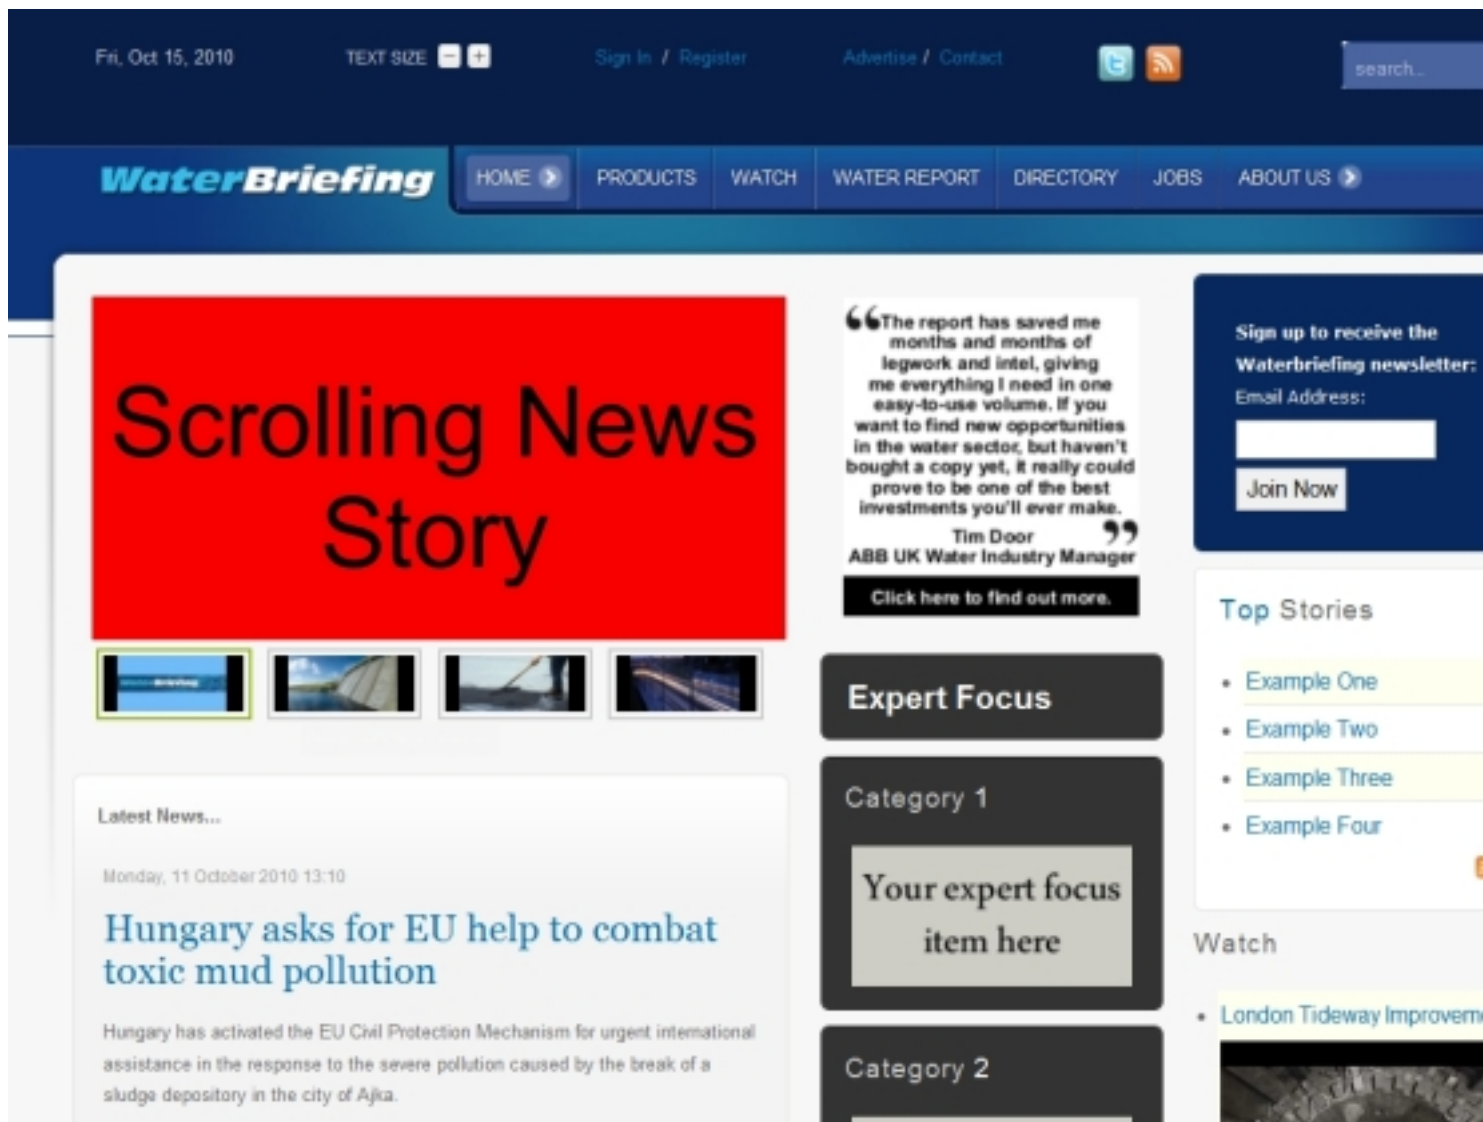 Fri, Oct 15, 2010
TEXT SIZE
Sign In / Register
Advertise / Contact
search...
WaterBriefing
HOME
PRODUCTS
WATCH
WATER REPORT
DIRECTORY
JOBS
ABOUT US
Scrolling News
Story
“The report has saved me
months and months of
legwork and intel, giving
me everything I need in one
easy-to-use volume. If you
want to find new opportunities
in the water sector, but haven't
bought a copy yet, it really could
prove to be one of the best
investments you'll ever make.”
Tim Door
ABB UK Water Industry Manager
Click here to find out more.
Sign up to receive the
Waterbriefing newsletter:
Email Address:
Join Now
Top Stories
Example One
Example Two
Example Three
Example Four
Expert Focus
Category 1
Your expert focus
item here
Category 2
Latest News...
Monday, 11 October 2010 13:10
Hungary asks for EU help to combat
toxic mud pollution
Hungary has activated the EU Civil Protection Mechanism for urgent international
assistance in the response to the severe pollution caused by the break of a
sludge depository in the city of Ajka.
Watch
London Tideway Improveme